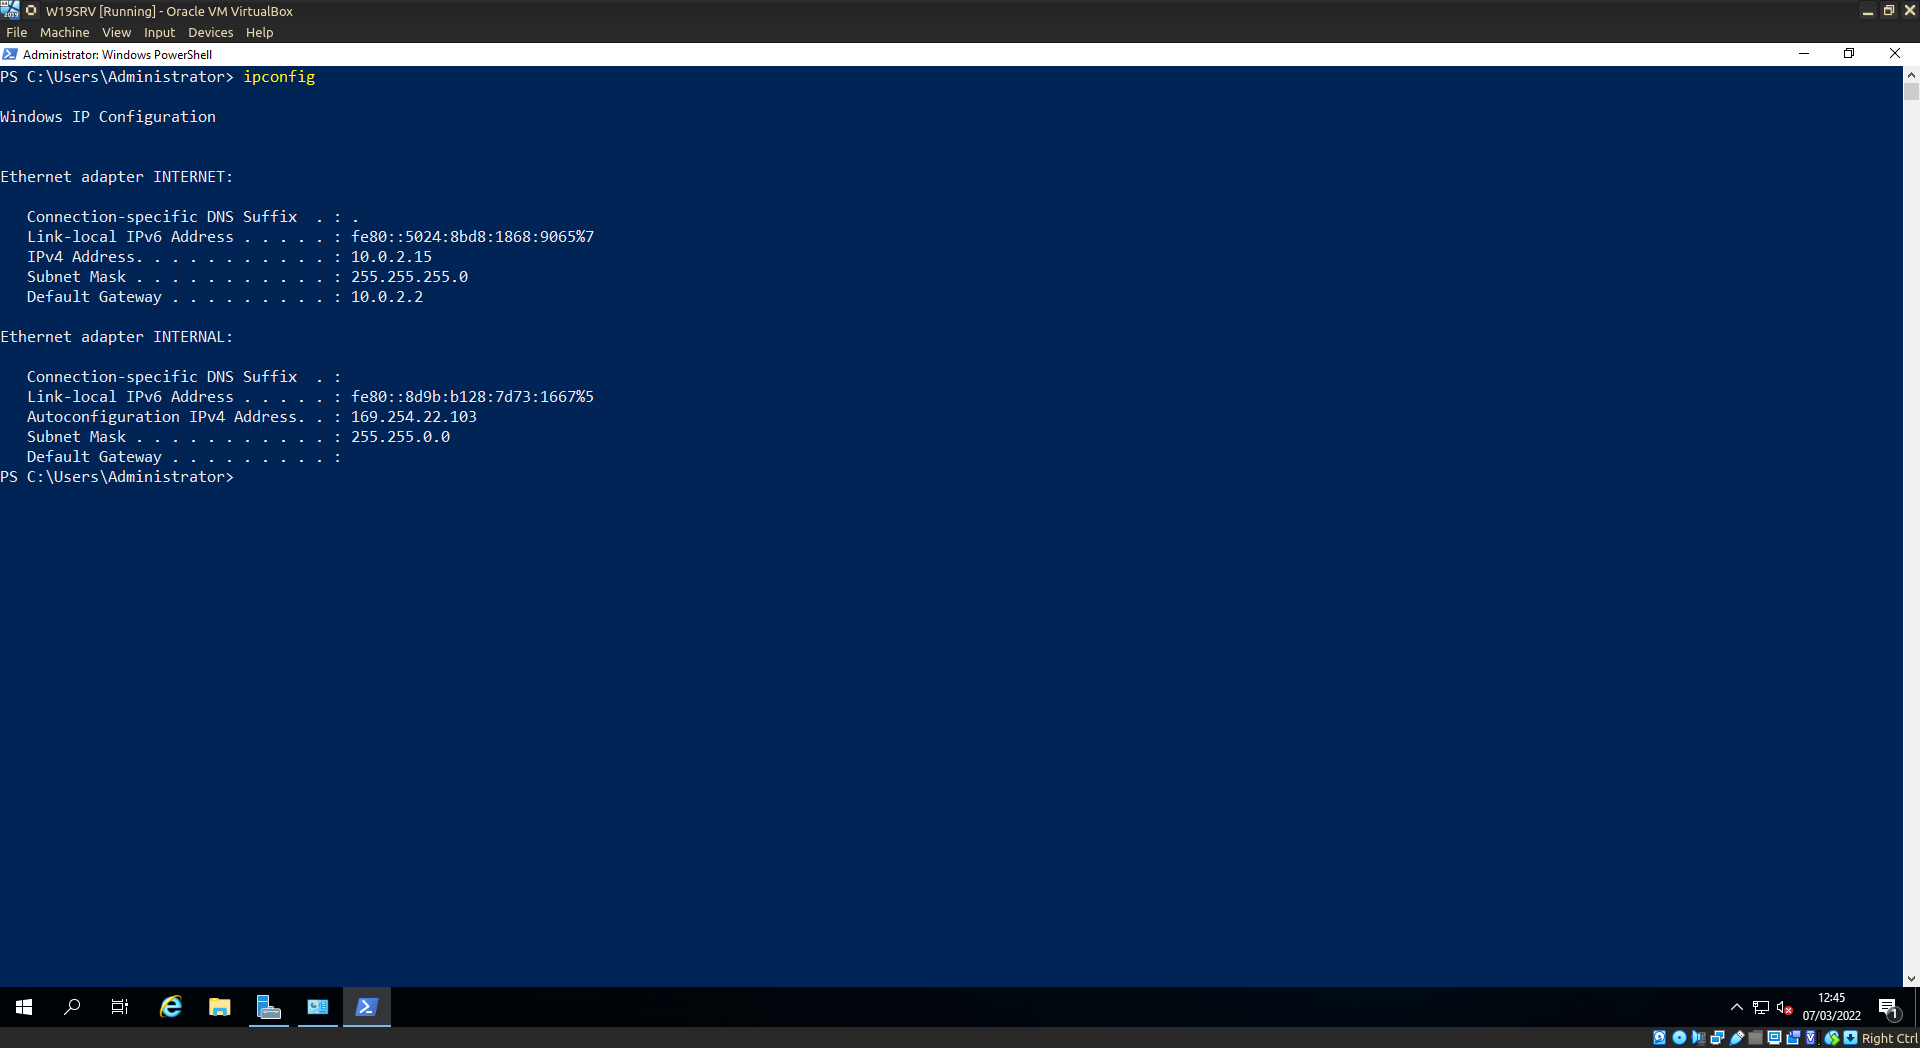 W19SRV [Running] - Oracle VM VirtualBox
File Machine View Input Devices Help
Administrator: Windows PowerShell
PS C:\Users\Administrator> ipconfig
Windows IP Configuration
Ethernet adapter INTERNET:
Connection-specific DNS Suffix  . : .
Link-local IPv6 Address . . . . . : fe80::5024:8bd8:1868:9065%7
IPv4 Address. . . . . . . . . . . : 10.0.2.15
Subnet Mask . . . . . . . . . . . : 255.255.255.0
Default Gateway . . . . . . . . . : 10.0.2.2
Ethernet adapter INTERNAL:
Connection-specific DNS Suffix  . :
Link-local IPv6 Address . . . . . : fe80::8d9b:b128:7d73:1667%5
Autoconfiguration IPv4 Address. . : 169.254.22.103
Subnet Mask . . . . . . . . . . . : 255.255.0.0
Default Gateway . . . . . . . . . :
PS C:\Users\Administrator>
12:45
07/03/2022
1
Right Ctrl